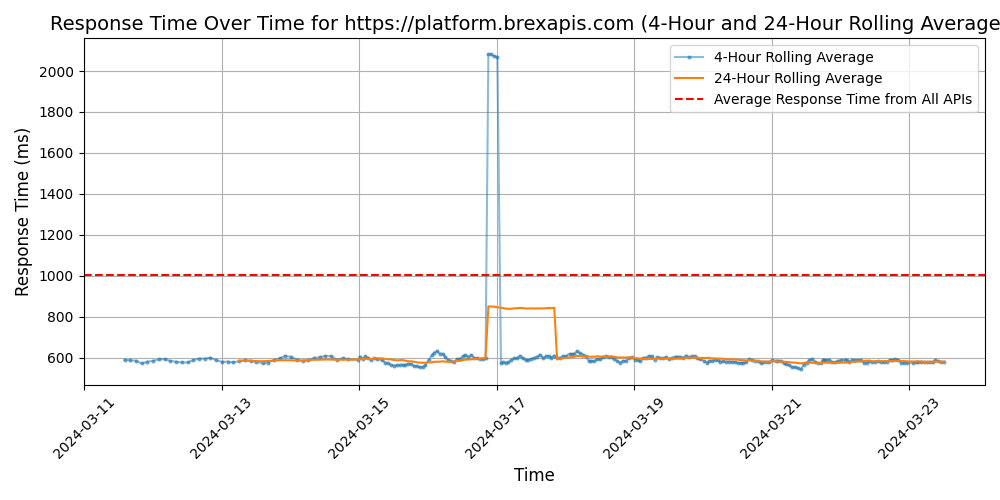 Response Time Over Time for https://platform.brexapis.com (4-Hour and 24-Hour Rolling Average
4-Hour Rolling Average
24-Hour Rolling Average
Average Response Time from All APIs
Response Time (ms)
2000
1800
1600
1400
1200
1000
800
600
2024-03-11
2024-03-13
2024-03-15
2024-03-17
2024-03-19
2024-03-21
2024-03-23
Time